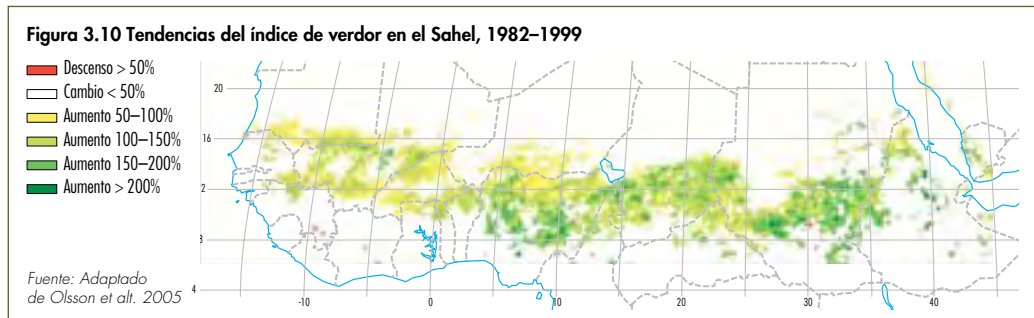 Figura 3.10 Tendencias del índice de verdor en el Sahel, 1982–1999
Descenso > 50%
Cambio < 50%
Aumento 50–100%
Aumento 100–150%
Aumento 150–200%
Aumento > 200%
20
16
2
8
4
-10
0
10
20
30
40
Fuente: Adaptado
de Olsson et alt. 2005